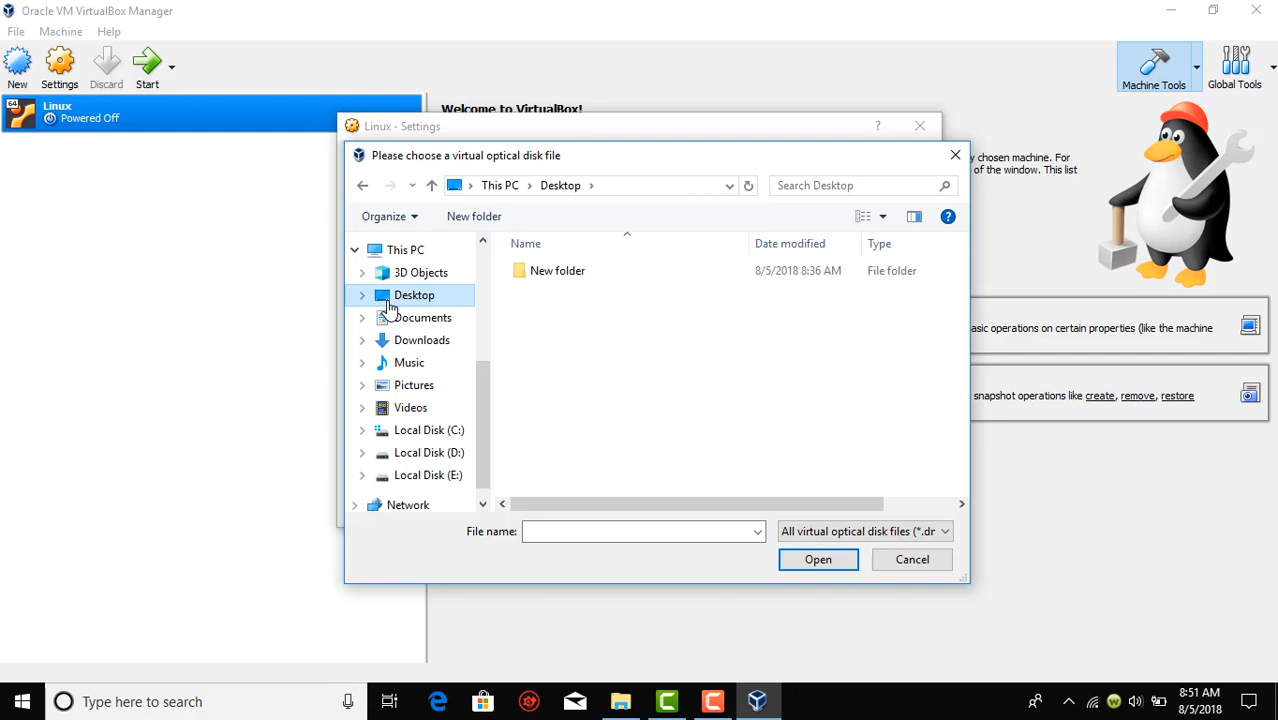 Oracle VM VirtualBox Manager
File Machine Help
New Settings Discard Start Machine Tools Global Tools
64 Linux
Powered Off
Welcome to VirtualBox!
Linux - Settings ?
Please choose a virtual optical disk file
This PC Desktop Search Desktop
y chosen machine. For
of the window. This list
Organize New folder ?
This PC
Name Date modified Type
3D Objects New folder 8/5/2018 8:36 AM File folder
Desktop
Documents
asic operations on certain properties (like the machine
Downloads
Music
Pictures
snapshot operations like create, remove, restore
Videos
Local Disk (C:)
Local Disk (D:)
Local Disk (E:)
Network
File name: All virtual optical disk files (*.dr
Open Cancel
Type here to search
W
8:51 AM
8/5/2018